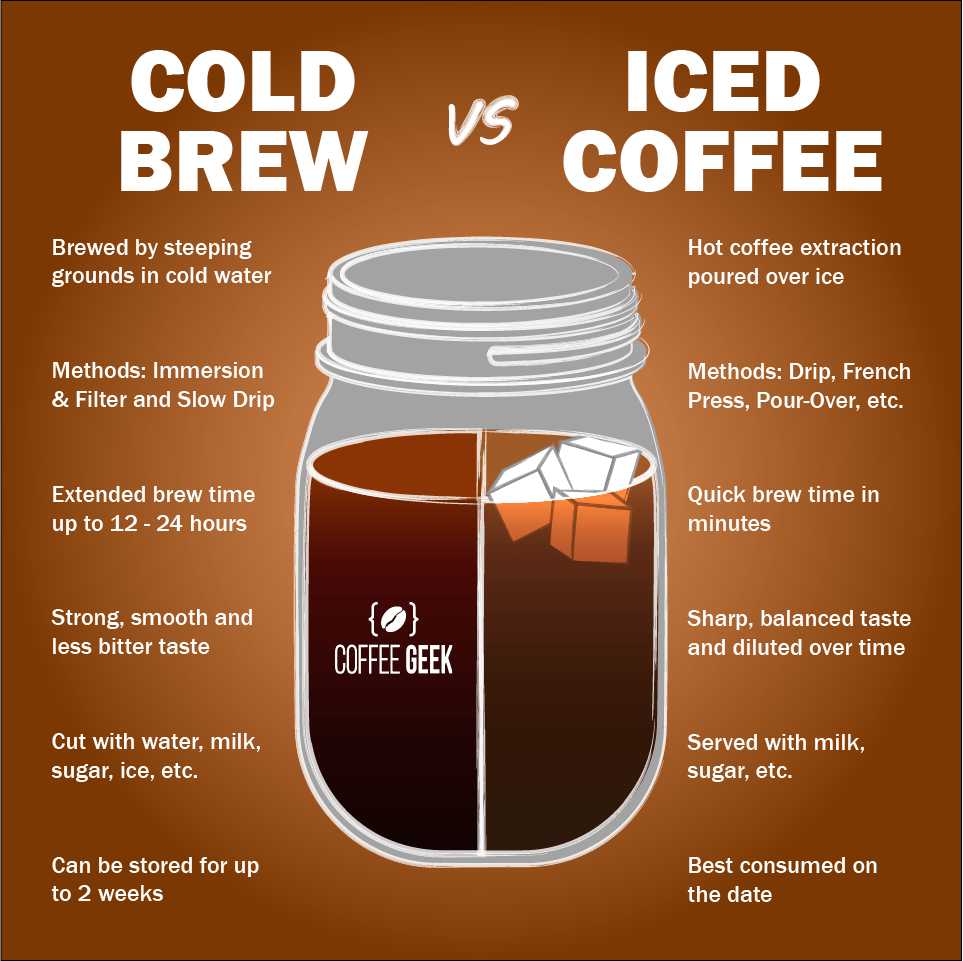 COLD
BREW
VS
ICED
COFFEE
Brewed by steeping
grounds in cold water
Methods: Immersion
& Filter and Slow Drip
Extended brew time
up to 12 - 24 hours
Strong, smooth and
less bitter taste
Cut with water, milk,
sugar, ice, etc.
Can be stored for up
to 2 weeks
{ }
COFFEE GEEK
Hot coffee extraction
poured over ice
Methods: Drip, French
Press, Pour-Over, etc.
Quick brew time in
minutes
Sharp, balanced taste
and diluted over time
Served with milk,
sugar, etc.
Best consumed on
the date